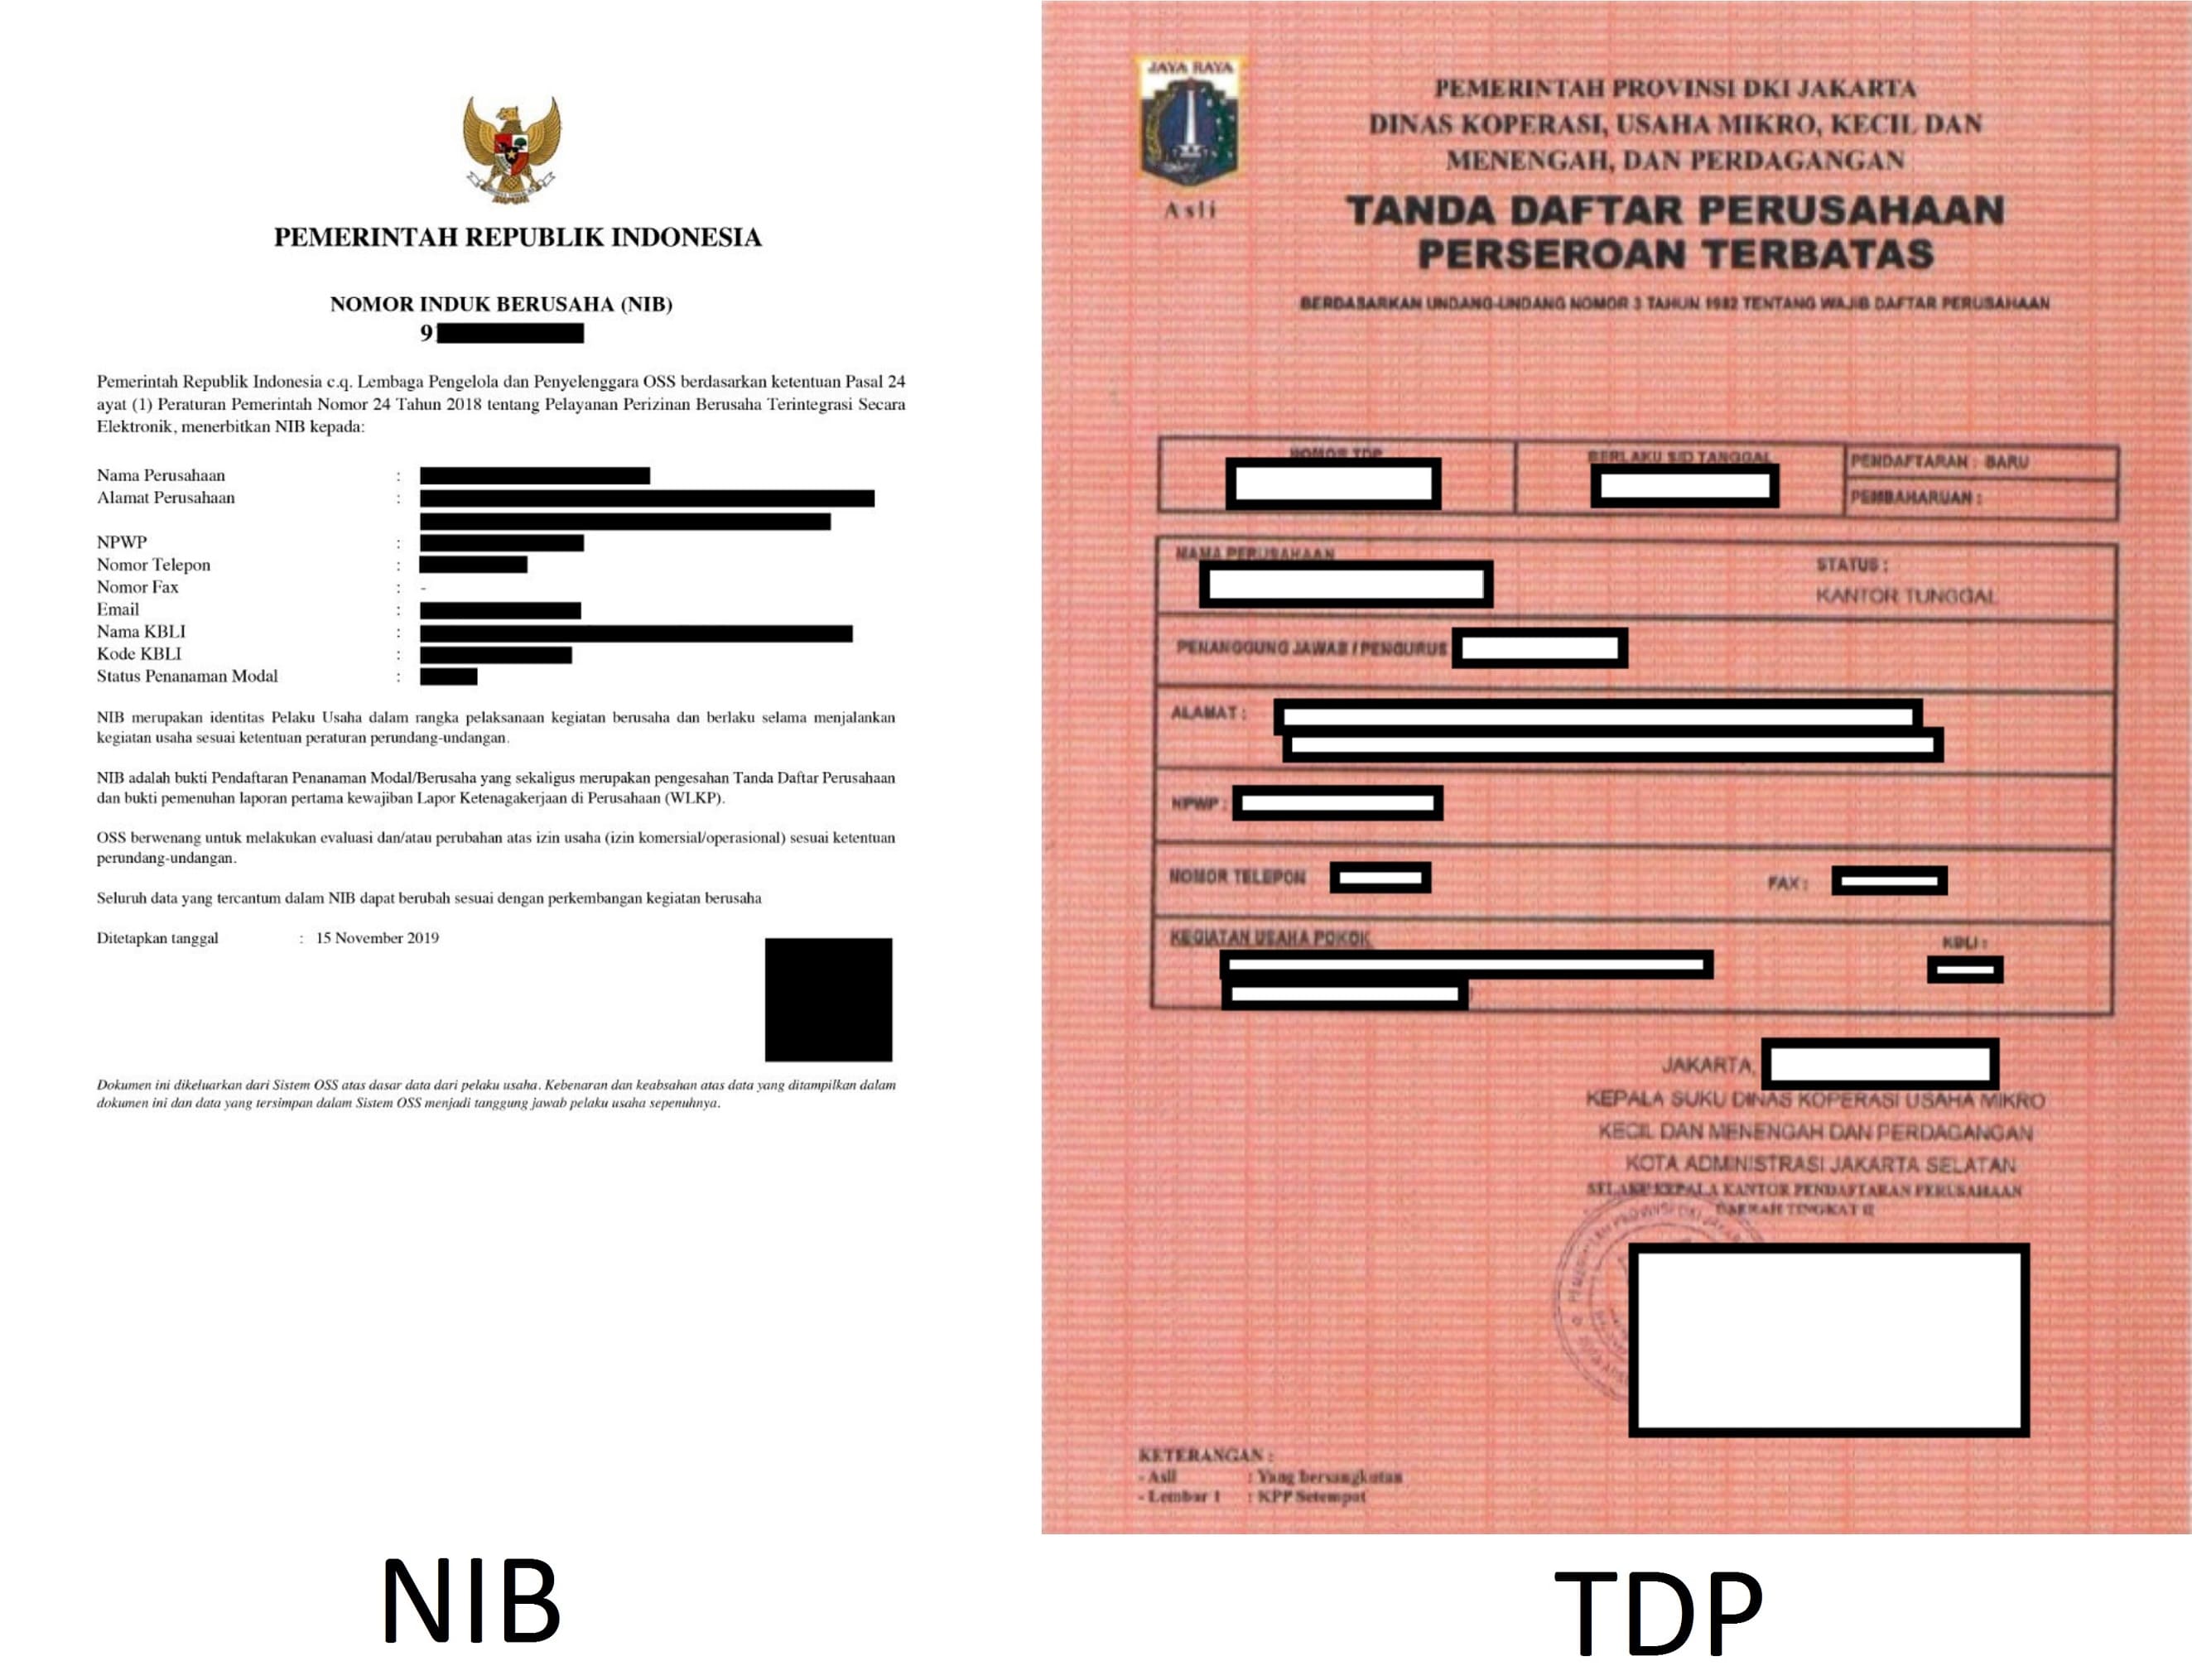 PEMERINTAH REPUBLIK INDONESIA
NOMOR INDUK BERUSAHA (NIB)
9
Pemerintah Republik Indonesia c.q. Lembaga Pengelola dan Penyelenggara OSS berdasarkan ketentuan Pasal 24
ayat (1) Peraturan Pemerintah Nomor 24 Tahun 2018 tentang Pelayanan Perizinan Berusaha Terintegrasi Secara
Elektronik, menerbitkan NIB kepada:
Nama Perusahaan :
Alamat Perusahaan :
NPWP :
Nomor Telepon :
Nomor Fax : -
Email :
Nama KBLI :
Kode KBLI :
Status Penanaman Modal :
NIB merupakan identitas Pelaku Usaha dalam rangka pelaksanaan kegiatan berusaha dan berlaku selama menjalankan
kegiatan usaha sesuai ketentuan peraturan perundang-undangan.
NIB adalah bukti Pendaftaran Penanaman Modal/Berusaha yang sekaligus merupakan pengesahan Tanda Daftar Perusahaan
dan bukti pemenuhan laporan pertama kewajiban Lapor Ketenagakerjaan di Perusahaan (WLKP).
OSS berwenang untuk melakukan evaluasi dan/atau perubahan atas izin usaha (izin komersial/operasional) sesuai ketentuan
perundang-undangan.
Seluruh data yang tercantum dalam NIB dapat berubah sesuai dengan perkembangan kegiatan berusaha
Ditetapkan tanggal : 15 November 2019
Dokumen ini dikeluarkan dari Sistem OSS atas dasar data dari pelaku usaha. Kebenaran dan keabsahan atas data yang ditampilkan dalam
dokumen ini dan data yang tersimpan dalam Sistem OSS menjadi tanggung jawab pelaku usaha sepenuhnya.
NIB
JAYA RAYA
Asli
PEMERINTAH PROVINSI DKI JAKARTA
DINAS KOPERASI, USAHA MIKRO, KECIL DAN
MENENGAH, DAN PERDAGANGAN
TANDA DAFTAR PERUSAHAAN
PERSEROAN TERBATAS
BERDASARKAN UNDANG-UNDANG NOMOR 3 TAHUN 1982 TENTANG WAJIB DAFTAR PERUSAHAAN
NOMOR TDP
BERLAKU S/D TANGGAL
PENDAFTARAN : BARU
PEMBAHARUAN :
NAMA PERUSAHAAN
STATUS :
KANTOR TUNGGAL
PENANGGUNG JAWAB / PENGURUS
ALAMAT :
NPWP :
NOMOR TELEPON
FAX :
KEGIATAN USAHA POKOK
KBLI :
JAKARTA,
KEPALA SUKU DINAS KOPERASI USAHA MIKRO
KECIL DAN MENENGAH DAN PERDAGANGAN
KOTA ADMINISTRASI JAKARTA SELATAN
SELAKU KEPALA KANTOR PENDAFTARAN PERUSAHAAN
DAERAH TINGKAT II
KETERANGAN :
- Asli : Yang bersangkutan
- Lembar 1 : KPP Setempat
TDP